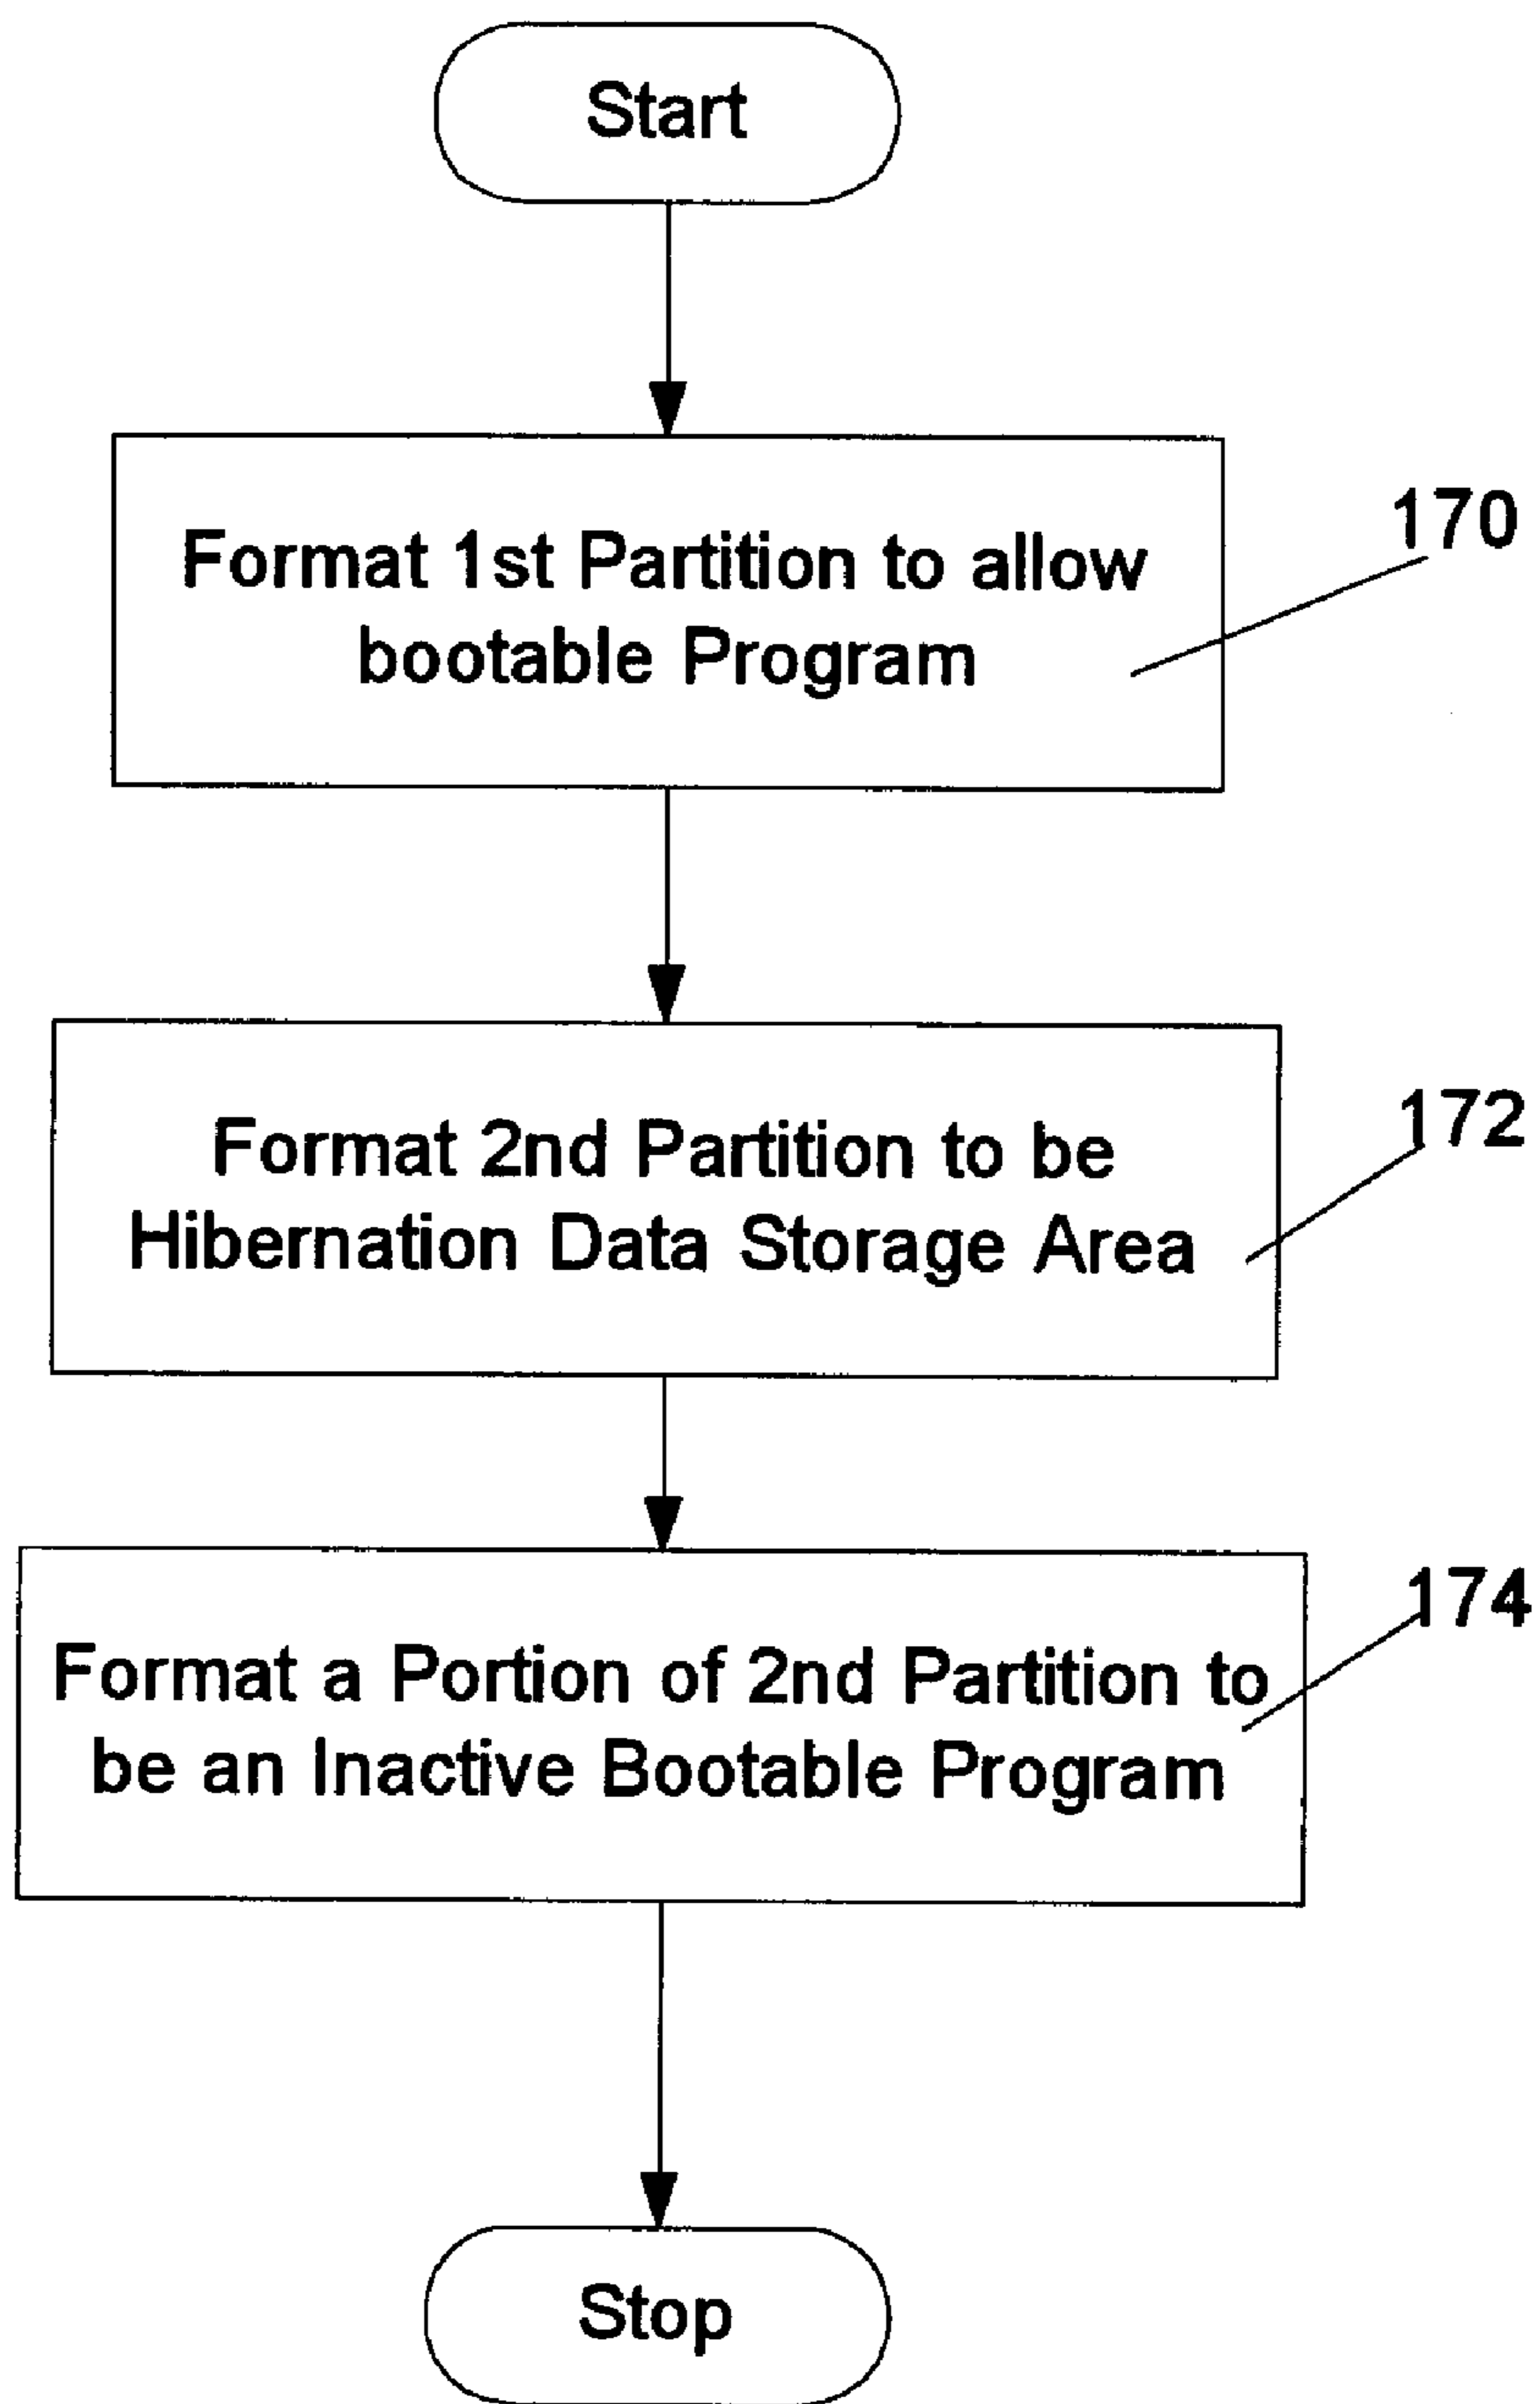 Start
Format 1st Partition to allow
bootable Program
170
Format 2nd Partition to be
Hibernation Data Storage Area
172
Format a Portion of 2nd Partition to
be an Inactive Bootable Program
174
Stop